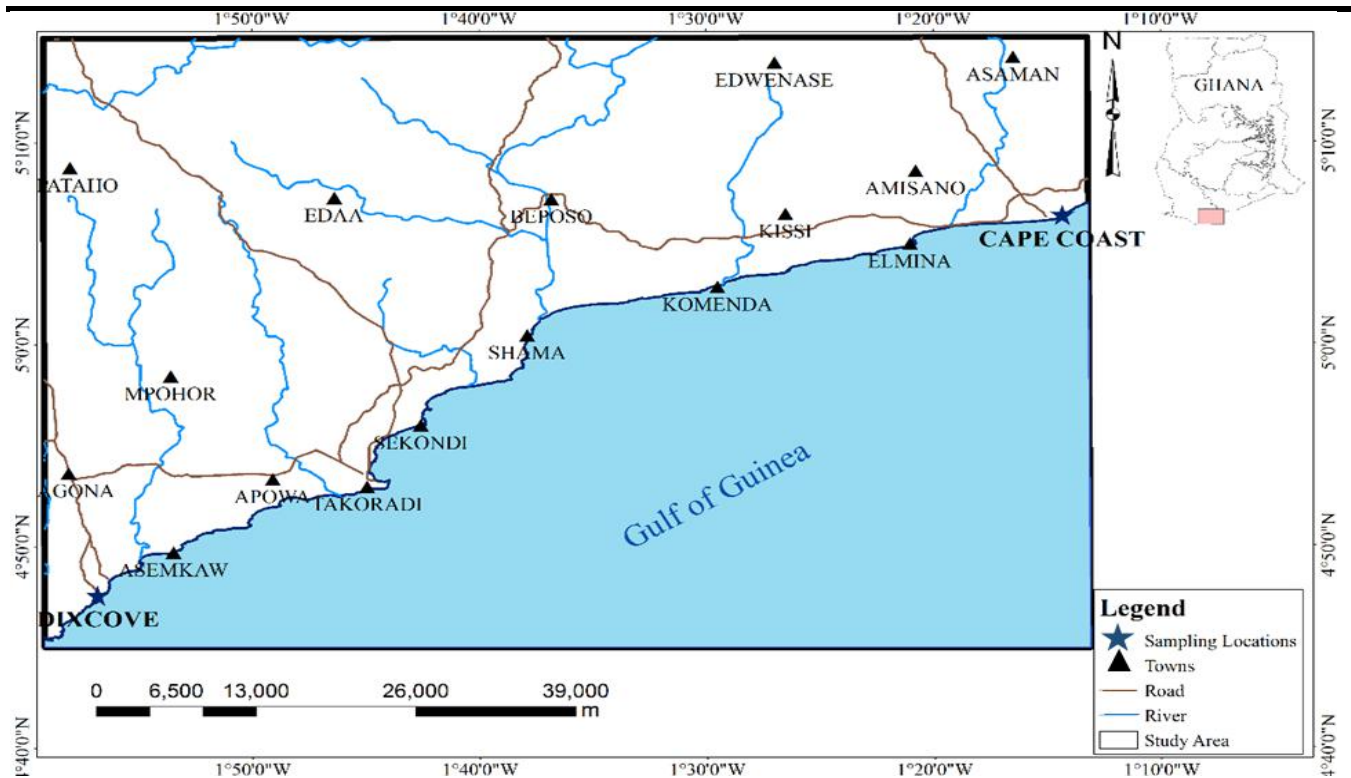 1°50'0"W 1°40'0"W 1°30'0"W 1°20'0"W 1°10'0"W
N
EDWENASE
ASAMAN
GHANA
5°10'0"N
5°10'0"N
AMISANO
EDAA
BEPOSO
KISSI
CAPE COAST
ELMINA
KOMENDA
5°0'0"N
5°0'0"N
SHAMA
MPOHOR
SEKONDI
AGONA
APOWA
TAKORADI
Gulf of Guinea
4°50'0"N
4°50'0"N
ASEMKAW
DIXCOVE
Legend
Sampling Locations
Towns
Road
River
Study Area
0 6,500 13,000 26,000 39,000
m
4°40'0"N
4°40'0"N
1°50'0"W 1°40'0"W 1°30'0"W 1°20'0"W 1°10'0"W